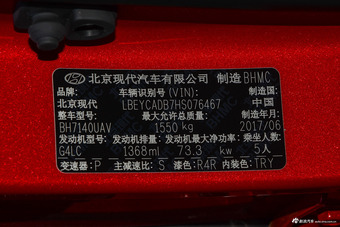 北京现代汽车有限公司 制造 BHMC
品牌: 车辆识别号(VIN): 制造国:
北京现代 LBEYCADB7HS076467 中国
整车型号: 最大允许总质量: 制造年月:
BH7140UAV 1550 kg 2017/06
发动机型号: 发动机排量: 发动机最大净功率: 乘坐人数:
G4LC 1368ml 73.3 kw 5人
变速器: P 主减速比: S 漆色: R4R 内装色: TRY